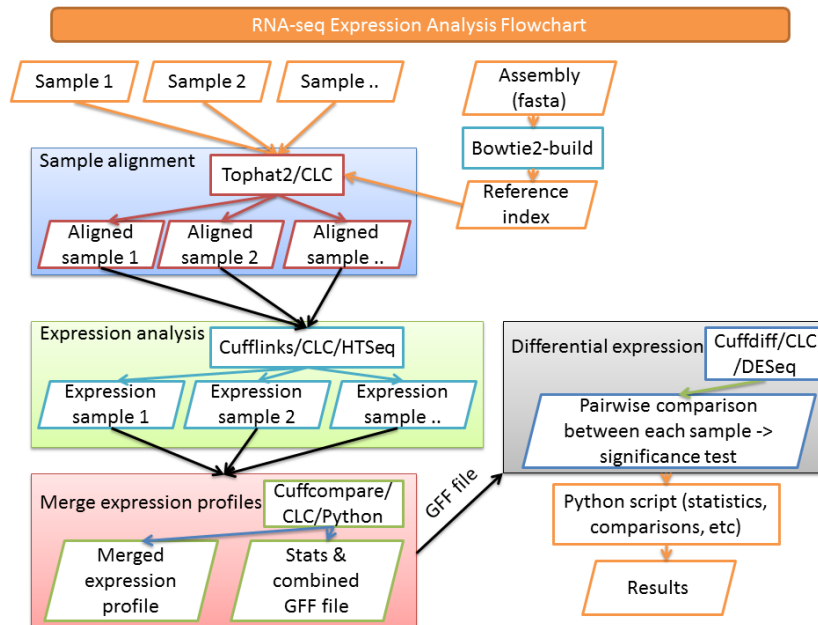 RNA-seq Expression Analysis Flowchart
Sample 1
Sample 2
Sample ..
Assembly
(fasta)
Bowtie2-build
Reference
index
Sample alignment
Tophat2/CLC
Aligned
sample 1
Aligned
sample 2
Aligned
sample ..
Expression analysis
Cufflinks/CLC/HTSeq
Expression
sample 1
Expression
sample 2
Expression
sample ..
Merge expression profiles
Cuffcompare/
CLC/Python
Merged
expression
profile
Stats &
combined
GFF file
GFF file
Differential expression
Cuffdiff/CLC
/DESeq
Pairwise comparison
between each sample ->
significance test
Python script (statistics,
comparisons, etc)
Results